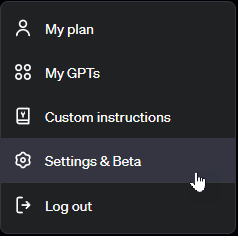 My plan
My GPTs
Custom instructions
Settings & Beta
Log out